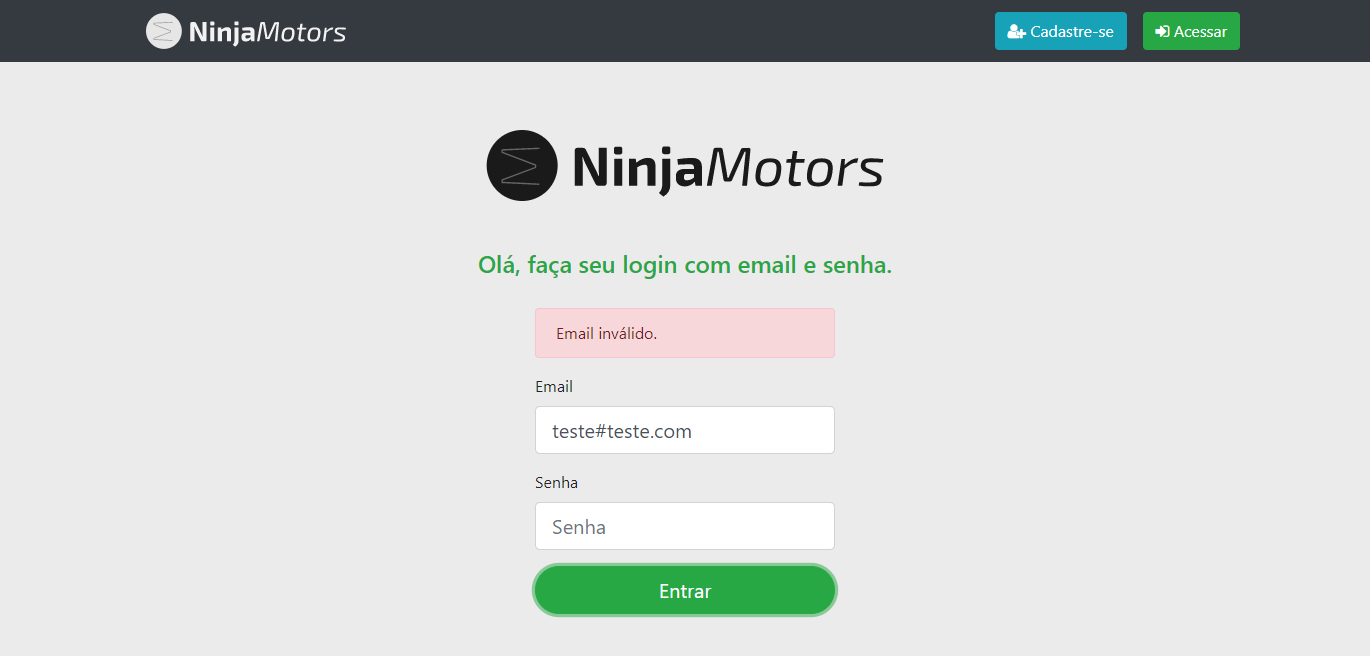 NinjaMotors
Cadastre-se
Acessar
NinjaMotors
Olá, faça seu login com email e senha.
Email inválido.
Email
teste#teste.com
Senha
Senha
Entrar